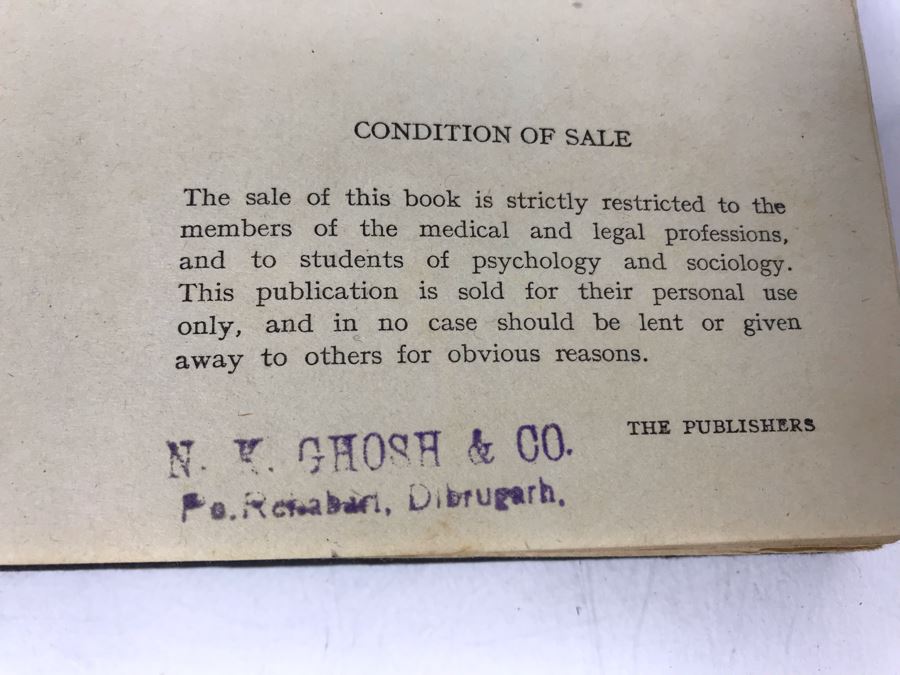 CONDITION OF SALE
The sale of this book is strictly restricted to the
members of the medical and legal professions,
and to students of psychology and sociology.
This publication is sold for their personal use
only, and in no case should be lent or given
away to others for obvious reasons.
THE PUBLISHERS
N. K. GHOSH & CO.
Dibrugarh.